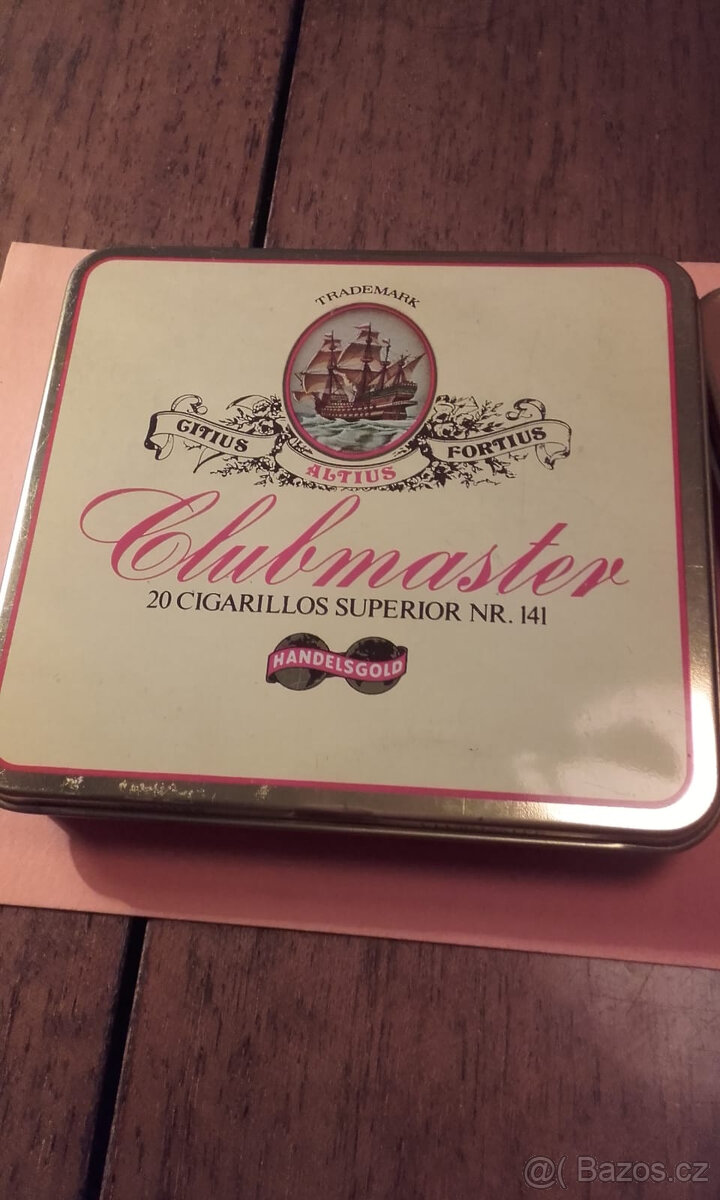 TRADEMARK
CITIUS ALTIUS FORTIUS
Clubmaster
20 CIGARILLOS SUPERIOR NR. 141
HANDELSGOLD
@( Bazos.cz